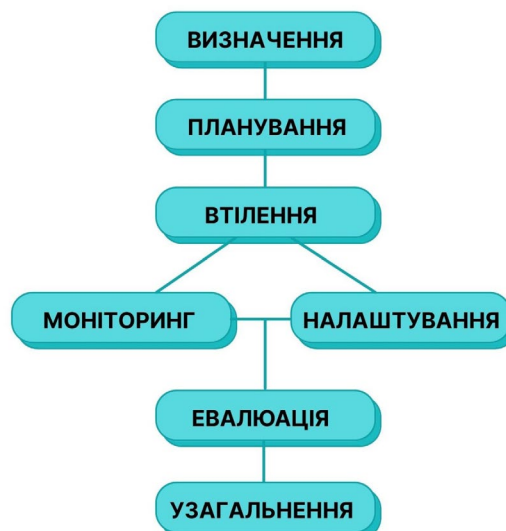 ВИЗНАЧЕННЯ
ПЛАНУВАННЯ
ВТІЛЕННЯ
МОНІТОРИНГ
НАЛАШТУВАННЯ
ЕВАЛЮАЦІЯ
УЗАГАЛЬНЕННЯ